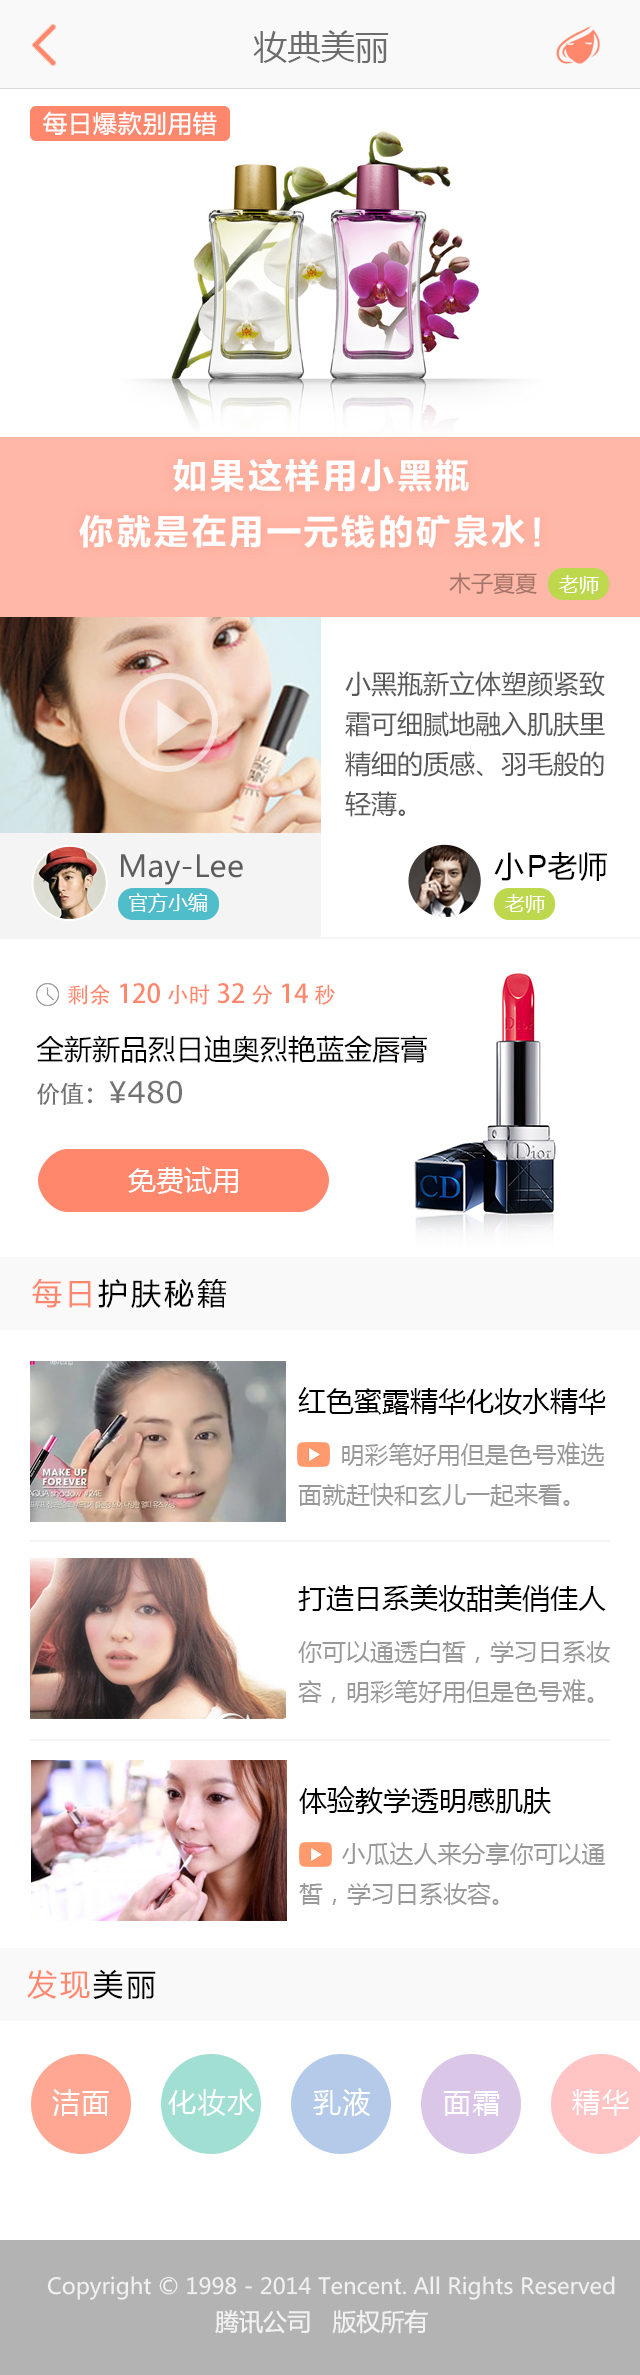 妆典美丽
每日爆款别用错
如果这样用小黑瓶
你就是在用一元钱的矿泉水！
木子夏夏 老师
小黑瓶新立体塑颜紧致
霜可细腻地融入肌肤里
精细的质感、羽毛般的
轻薄。
May-Lee
官方小编
小P老师
老师
剩余 120 小时 32 分 14 秒
全新新品烈日迪奥烈艳蓝金唇膏
价值：¥480
Dior
CD
免费试用
每日护肤秘籍
MAKE UP
FOREVER
AQUA shadow #24E
红色蜜露精华化妆水精华
明彩笔好用但是色号难选
面就赶快和玄儿一起来看。
打造日系美妆甜美俏佳人
你可以通透白皙，学习日系妆
容，明彩笔好用但是色号难。
体验教学透明感肌肤
小瓜达人来分享你可以通
皙，学习日系妆容。
发现美丽
洁面 化妆水 乳液 面霜 精华
Copyright © 1998 - 2014 Tencent. All Rights Reserved
腾讯公司 版权所有